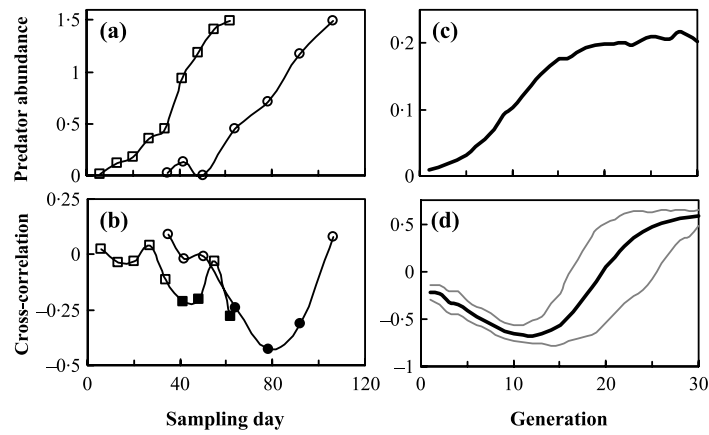 1·5
(a)
1
0·5
0
Predator abundance
0·2
(c)
0·1
0
0·25
(b)
0
–0·25
–0·5
Cross-correlation
0 40 80 120
Sampling day
0·5
(d)
0
–0·5
–1
0 10 20 30
Generation